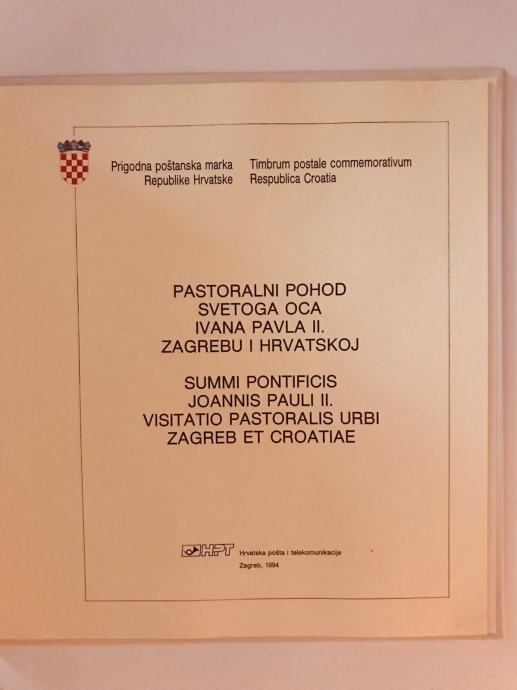 Prigodna poštanska marka
Republike Hrvatske
Timbrum postale commemorativum
Respublica Croatia
PASTORALNI POHOD
SVETOGA OCA
IVANA PAVLA II.
ZAGREBU I HRVATSKOJ
SUMMI PONTIFICIS
JOANNIS PAULI II.
VISITATIO PASTORALIS URBI
ZAGREB ET CROATIAE
HPT Hrvatska pošta i telekomunikacije
Zagreb, 1994